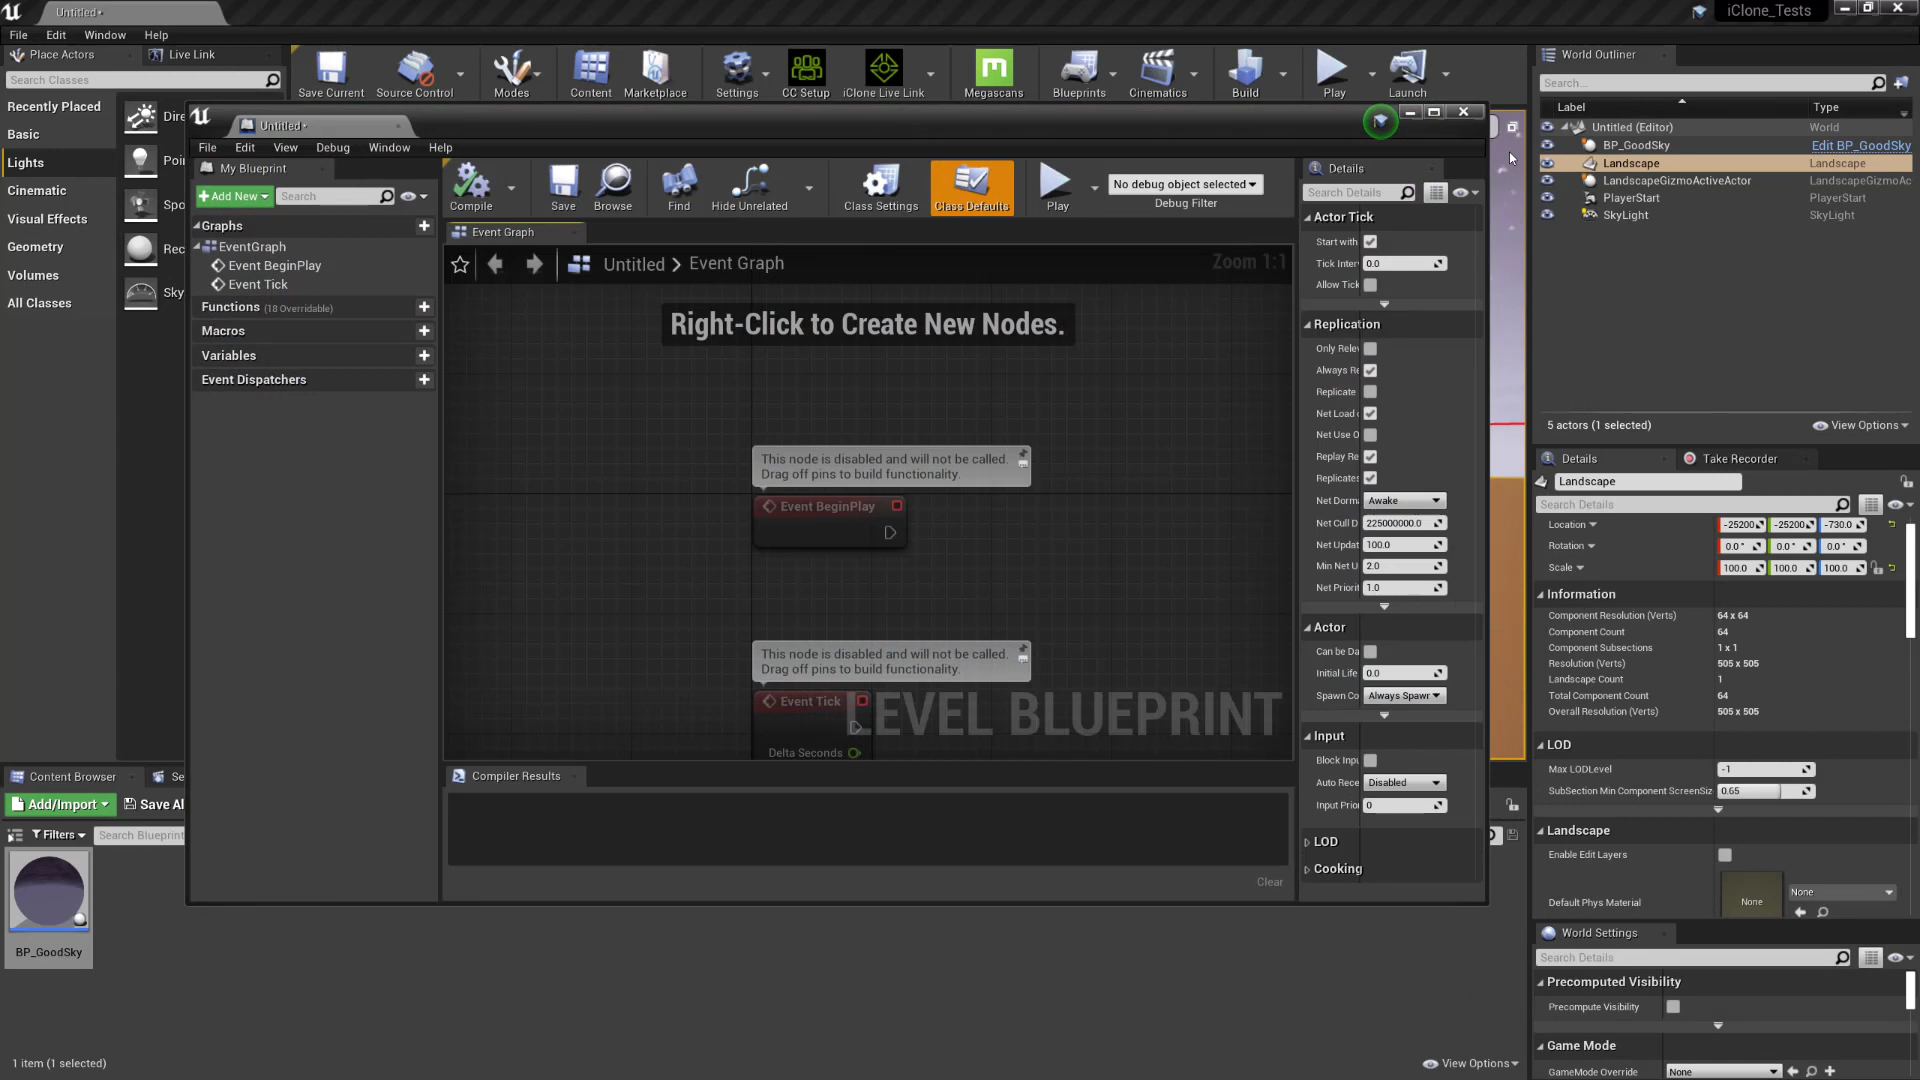 Untitled•
iClone_Tests
File Edit Window Help
Place Actors
Live Link
Search Classes
Recently Placed
Basic
Lights
Cinematic
Visual Effects
Geometry
Volumes
All Classes
Dire
Poi
Spo
Rec
Sky
Save Current
Source Control
Modes
Content
Marketplace
Settings
CC Setup
iClone Live Link
Megascans
Blueprints
Cinematics
Build
Play
Launch
Untitled•
File Edit View Debug Window Help
My Blueprint
Add New
Search
Graphs
EventGraph
Event BeginPlay
Event Tick
Functions (18 Overridable)
Macros
Variables
Event Dispatchers
Compile
Save
Browse
Find
Hide Unrelated
Class Settings
Class Defaults
Play
No debug object selected
Debug Filter
Event Graph
Untitled > Event Graph
Zoom 1:1
Right-Click to Create New Nodes.
This node is disabled and will not be called.
Drag off pins to build functionality.
Event BeginPlay
This node is disabled and will not be called.
Drag off pins to build functionality.
Event Tick
Delta Seconds
LEVEL BLUEPRINT
Compiler Results
Clear
Details
Search Details
Actor Tick
Start with
Tick Interv 0.0
Allow Tick
Replication
Only Relev
Always Re
Replicate
Net Load o
Net Use O
Replay Re
Replicates
Net Dorma Awake
Net Cull D 225000000.0
Net Updat 100.0
Min Net U 2.0
Net Priorit 1.0
Actor
Can be Da
Initial Life 0.0
Spawn Co Always Spawn
Input
Block Inpu
Auto Rece Disabled
Input Prior 0
LOD
Cooking
World Outliner
Search...
Label Type
Untitled (Editor) World
BP_GoodSky Edit BP_GoodSky
Landscape Landscape
LandscapeGizmoActiveActor LandscapeGizmoAc
PlayerStart PlayerStart
SkyLight SkyLight
5 actors (1 selected)
View Options
Details
Take Recorder
Landscape
Search Details
Location -25200 -25200 -730.0
Rotation 0.0 ° 0.0 ° 0.0 °
Scale 100.0 100.0 100.0
Information
Component Resolution (Verts) 64 x 64
Component Count 64
Component Subsections 1 x 1
Resolution (Verts) 505 x 505
Landscape Count 1
Total Component Count 64
Overall Resolution (Verts) 505 x 505
LOD
Max LODLevel -1
SubSection Min Component ScreenSiz 0.65
Landscape
Enable Edit Layers
Default Phys Material None None
World Settings
Search Details
Precomputed Visibility
Precompute Visibility
Game Mode
GameMode Override None
Content Browser
Se
Add/Import
Save Al
Filters
Search Blueprint
BP_GoodSky
1 item (1 selected)
View Options